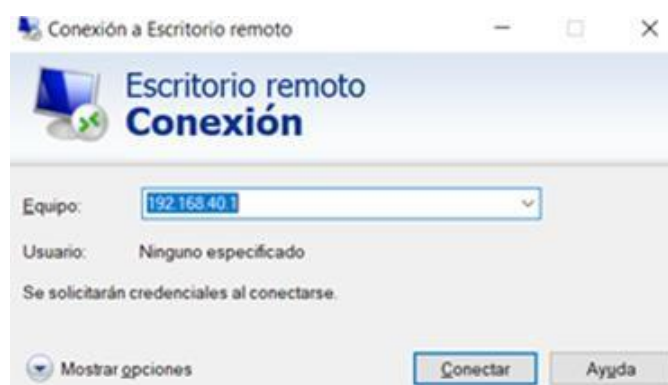 Conexión a Escritorio remoto
Escritorio remoto
Conexión
Equipo: 192.168.40.1
Usuario: Ninguno especificado
Se solicitarán credenciales al conectarse.
Mostrar opciones Conectar Ayuda